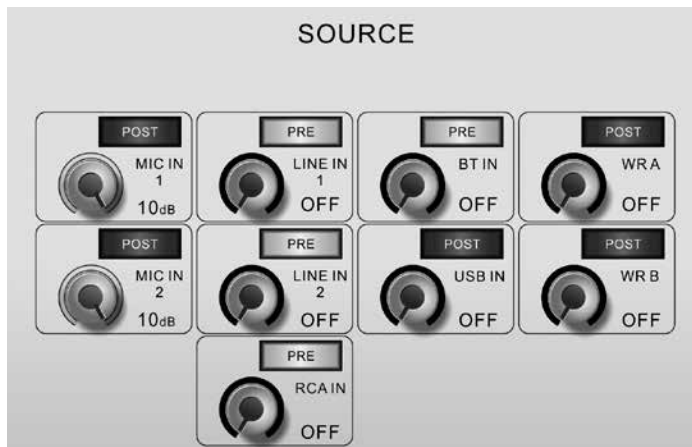 SOURCE
POST
MIC IN
1
10dB
PRE
LINE IN
1
OFF
PRE
BT IN
OFF
POST
WR A
OFF
POST
MIC IN
2
10dB
PRE
LINE IN
2
OFF
POST
USB IN
OFF
POST
WR B
OFF
PRE
RCA IN
OFF